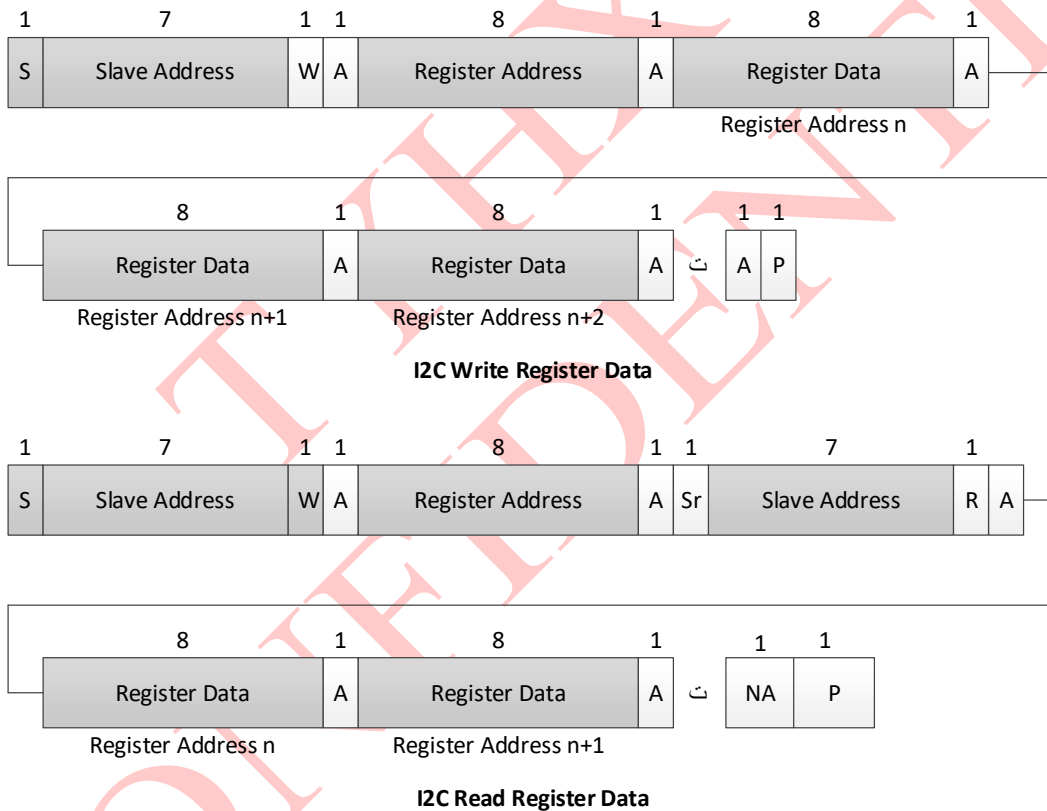 1 7 1 1 8 1 8 1
S Slave Address W A Register Address A Register Data A
Register Address n
8 1 8 1 1 1
Register Data A Register Data A ث A P
Register Address n+1 Register Address n+2
I2C Write Register Data
1 7 1 1 8 1 1 7 1
S Slave Address W A Register Address A Sr Slave Address R A
8 1 8 1 1 1
Register Data A Register Data A ث NA P
Register Address n Register Address n+1
I2C Read Register Data